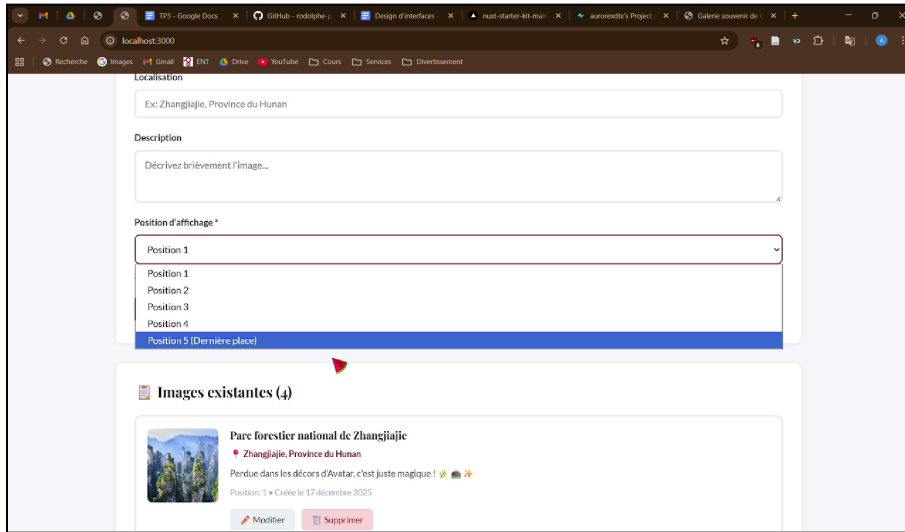 TP3 - Google Docs
GitHub - rodolphe-p
Design d'interfaces -
nuxt-starter-kit-main
aurorexdtx's Project
Galerie souvenir de
localhost:3000
Recherche
Images
Gmail
ENT
Drive
YouTube
Cours
Services
Divertissement
Localisation
Ex: Zhangjiajie, Province du Hunan
Description
Décrivez brièvement l'image...
Position d'affichage *
Position 1
Position 1
Position 2
Position 3
Position 4
Position 5 (Dernière place)
Images existantes (4)
Parc forestier national de Zhangjiajie
Zhangjiajie, Province du Hunan
Perdue dans les décors d'Avatar, c'est juste magique !
Position: 1 • Créée le 17 décembre 2025
Modifier
Supprimer